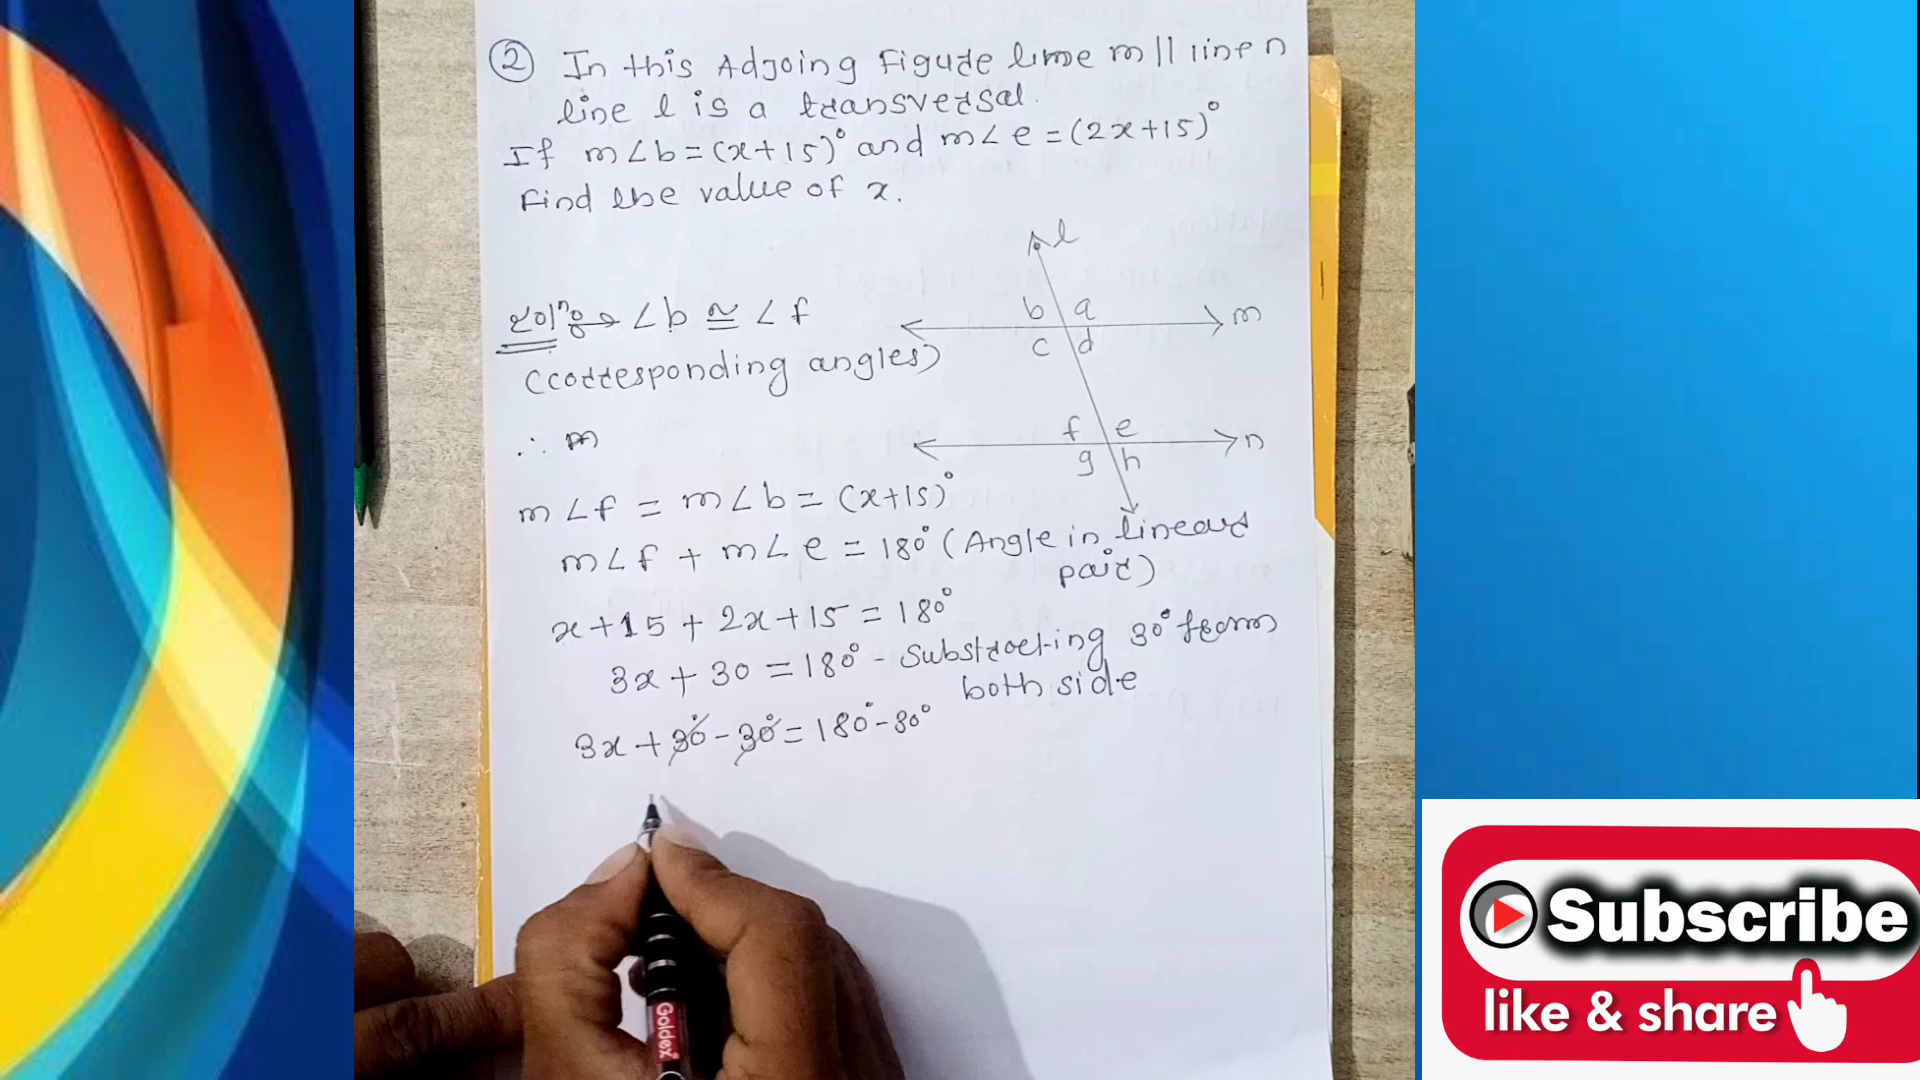 2 In this Adjoing Figure line m || line n
line l is a transversal.
If m∠b = (x+15)° and m∠e = (2x+15)°
Find the value of x.
l
Solⁿ: → ∠b ≅ ∠f
b a m
(corresponding angles)
c d
∴ m
f e n
g h
m∠f = m∠b = (x+15)°
m∠f + m∠e = 180° (Angle in linear
pair)
x+15 + 2x+15 = 180°
3x + 30 = 180° - Substracting 30° from
both side
3x + 30° - 30° = 180° - 30°
Goldex
Subscribe
like & share